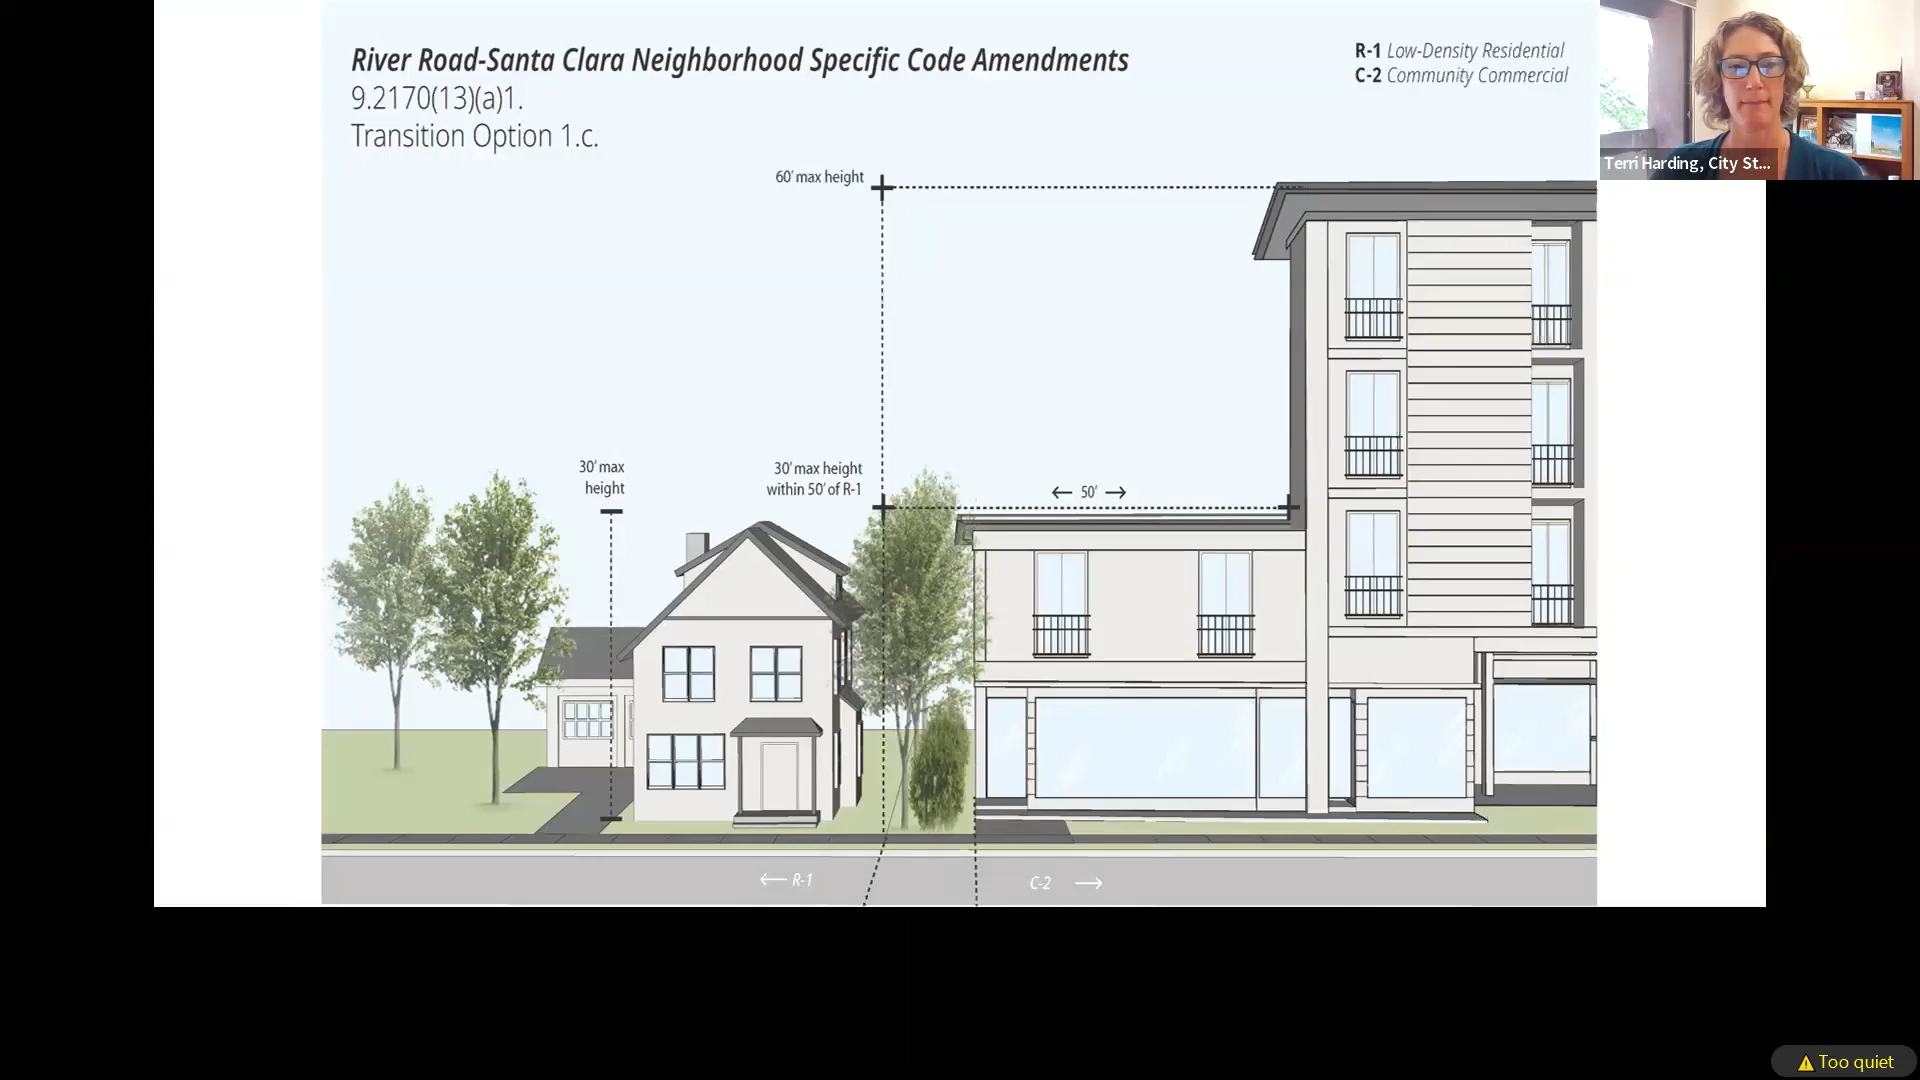 River Road-Santa Clara Neighborhood Specific Code Amendments
9.2170(13)(a)1.
Transition Option 1.c.
R-1 Low-Density Residential
C-2 Community Commercial
Terri Harding, City St...
60' max height
30' max
height
30' max height
within 50' of R-1
50'
R-1
C-2
Too quiet